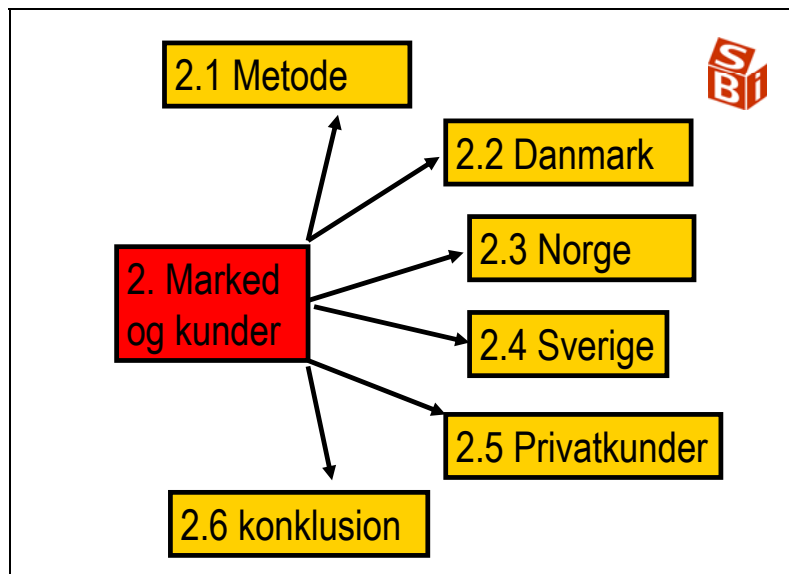 2.1 Metode
SBi
2.2 Danmark
2.3 Norge
2. Marked
og kunder
2.4 Sverige
2.5 Privatkunder
2.6 konklusion